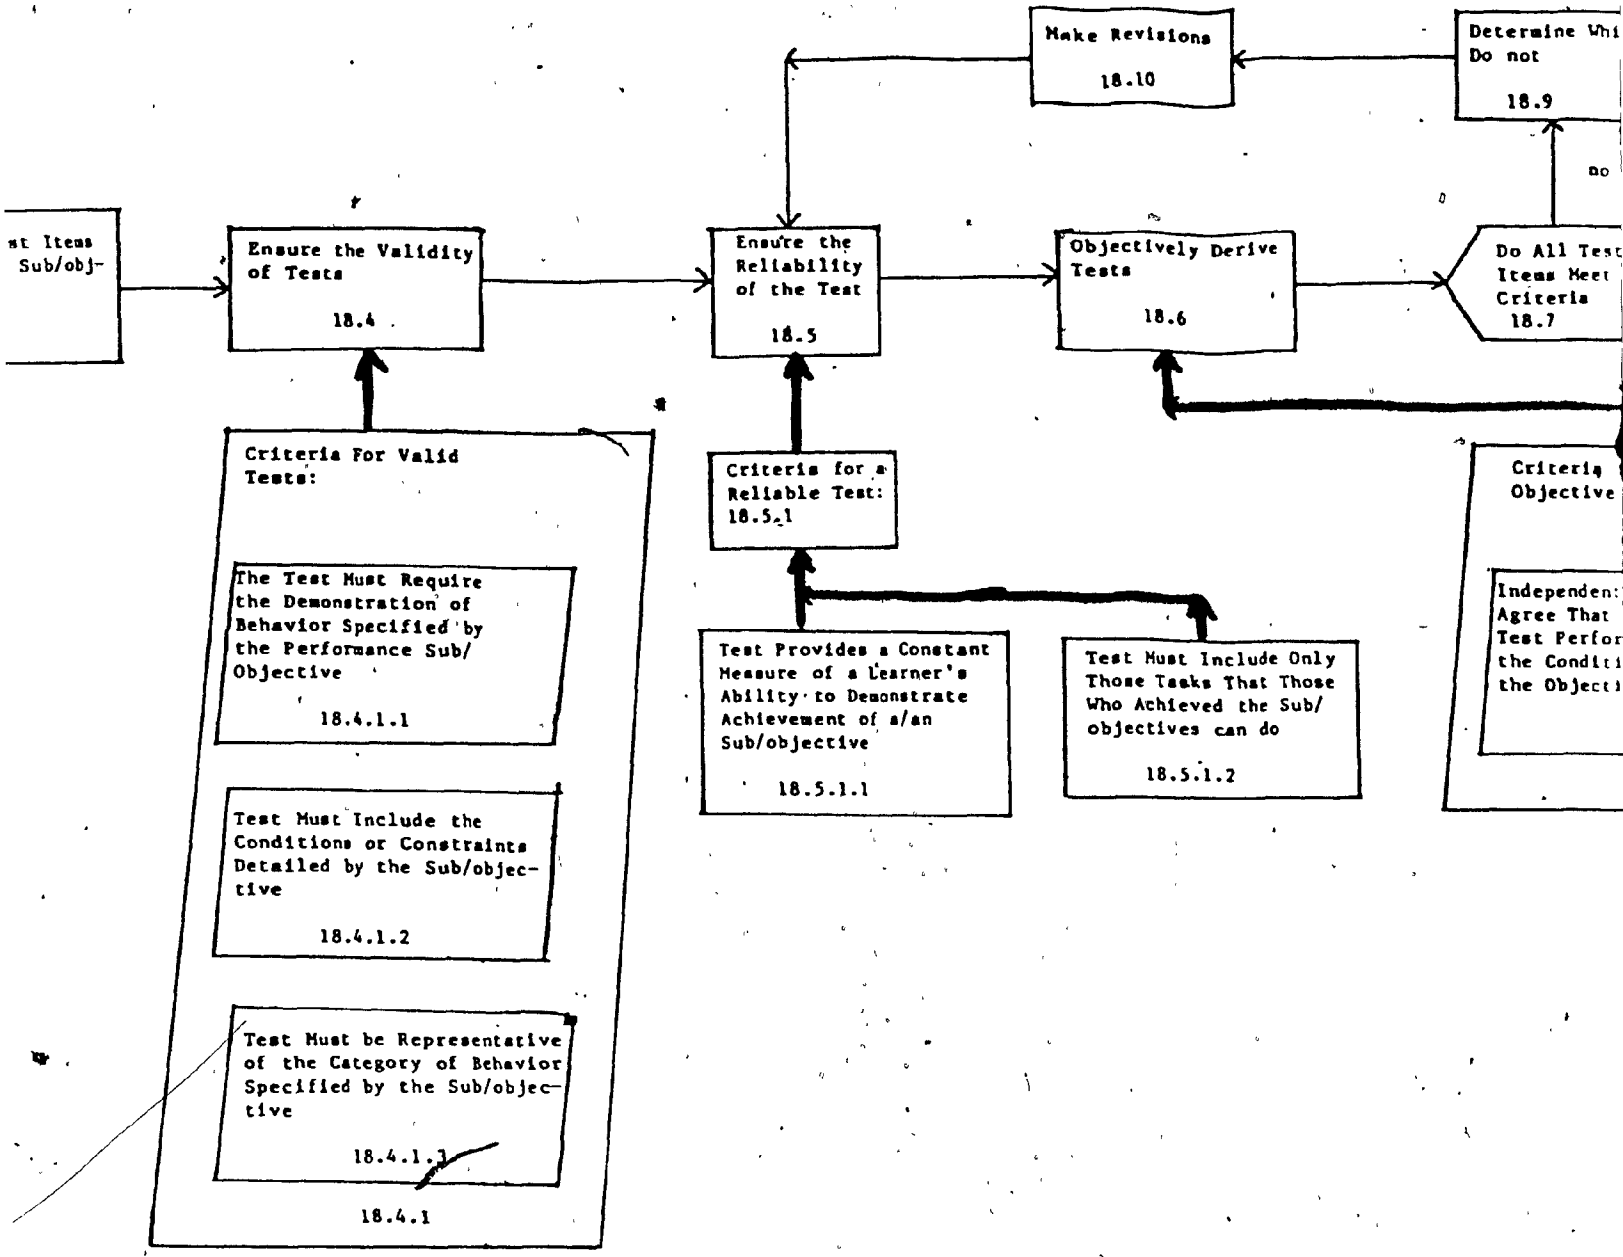 Make Revisions
18.10
Determine Whi
Do not
18.9
no
st Items
Sub/obj-
Ensure the Validity
of Tests
18.4
Ensure the
Reliability
of the Test
18.5
Objectively Derive
Tests
18.6
Do All Test
Items Meet
Criteria
18.7
Criteria For Valid
Tests:
The Test Must Require
the Demonstration of
Behavior Specified by
the Performance Sub/
Objective
18.4.1.1
Test Must Include the
Conditions or Constraints
Detailed by the Sub/objec-
tive
18.4.1.2
Test Must be Representative
of the Category of Behavior
Specified by the Sub/objec-
tive
18.4.1.3
18.4.1
Criteria for a
Reliable Test:
18.5.1
Test Provides a Constant
Measure of a Learner's
Ability to Demonstrate
Achievement of a/an
Sub/objective
18.5.1.1
Test Must Include Only
Those Tasks That Those
Who Achieved the Sub/
objectives can do
18.5.1.2
Criteria
Objective
Independent
Agree That
Test Perfor
the Conditi
the Objecti